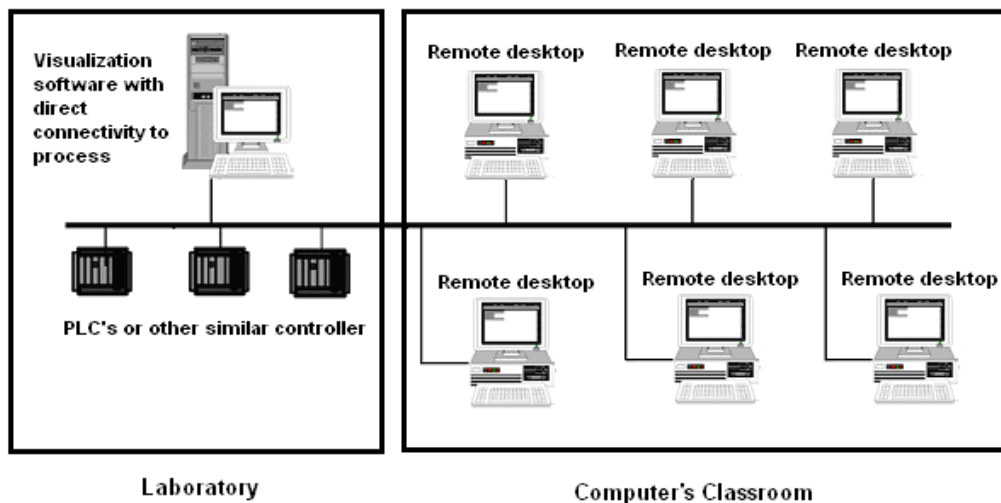 Visualization
software with
direct
connectivity to
process
PLC's or other similar controller
Remote desktop
Remote desktop
Remote desktop
Remote desktop
Remote desktop
Remote desktop
Laboratory
Computer's Classroom